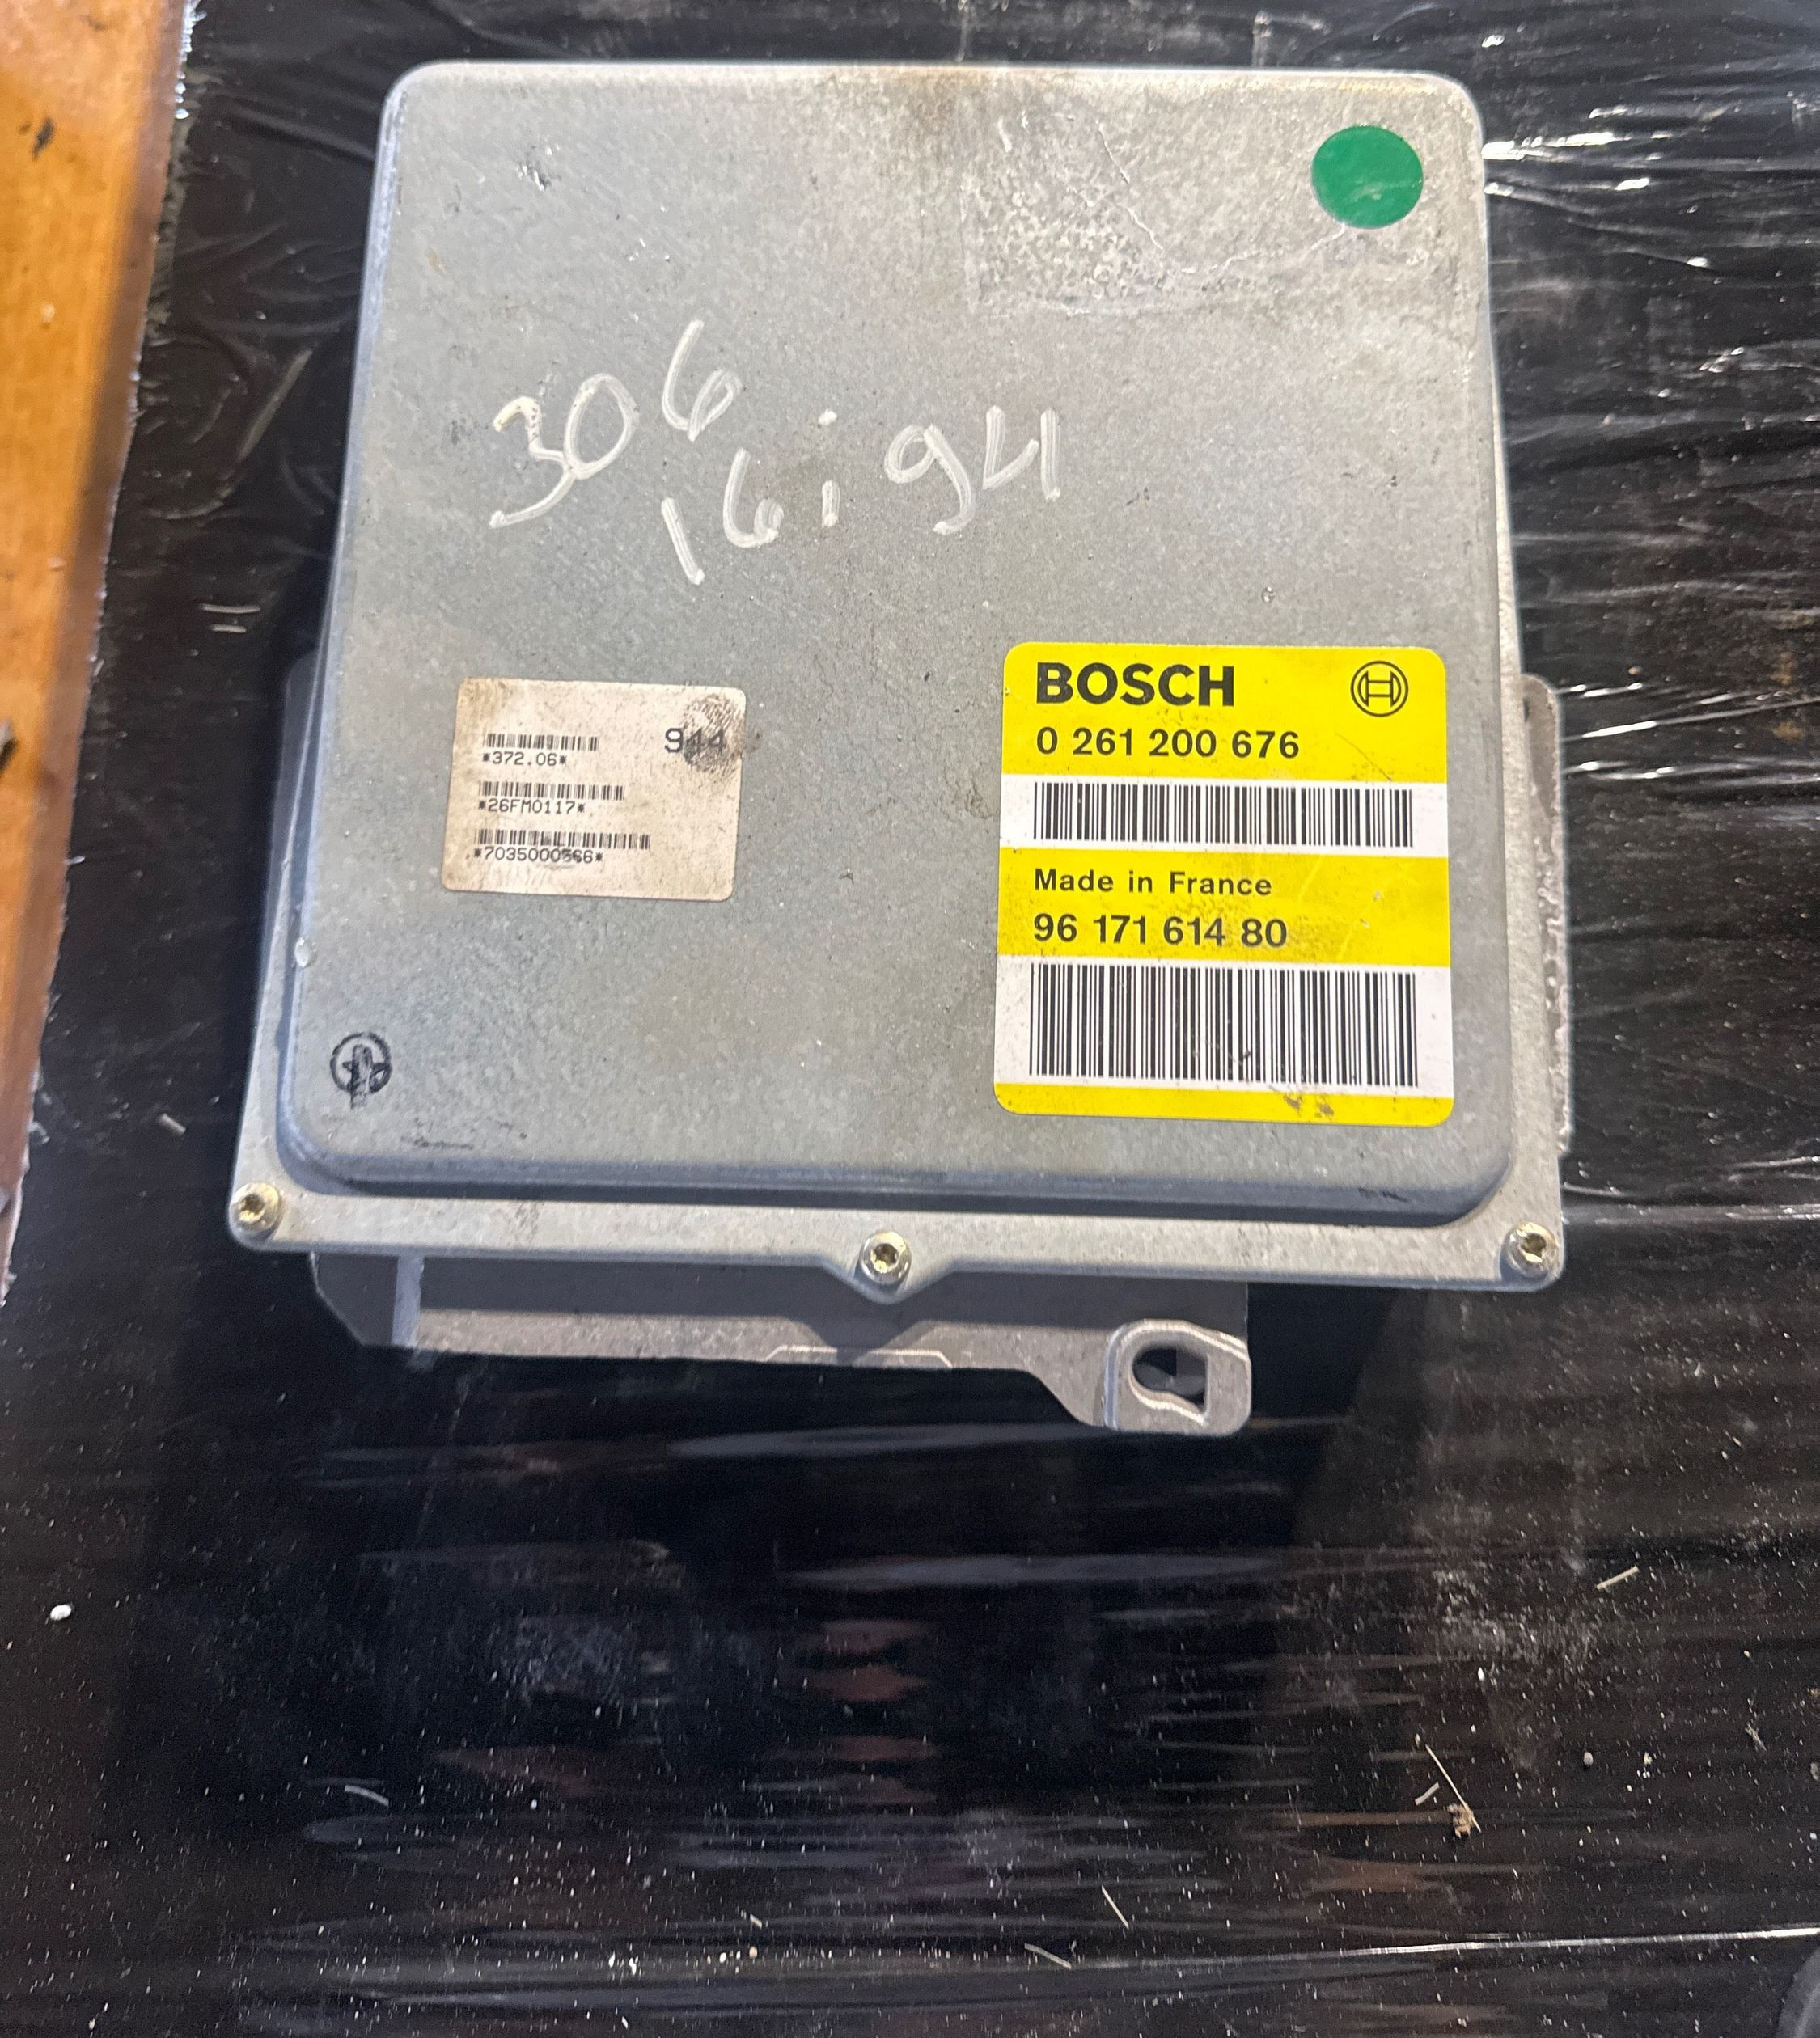 306
16i 94
944
*372.06*
*26FM0117*
*7035000566*
BOSCH
0 261 200 676
Made in France
96 171 614 80